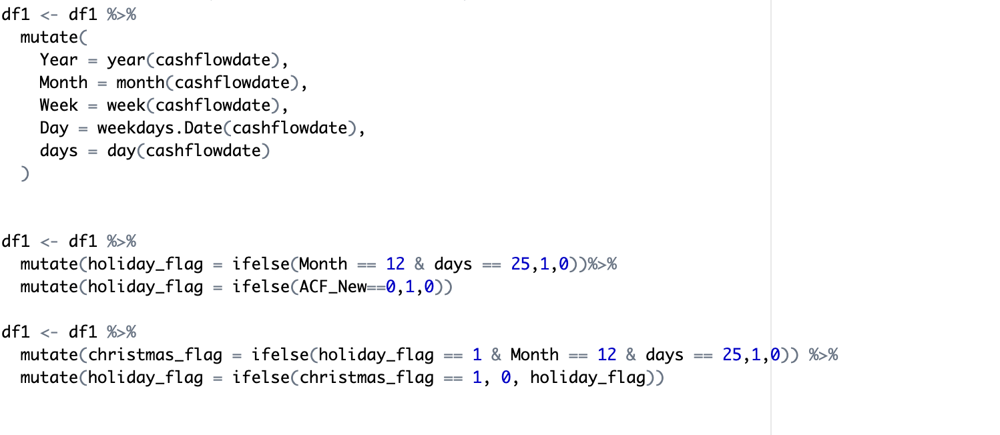 df1 <- df1 %>%
  mutate(
    Year = year(cashflowdate),
    Month = month(cashflowdate),
    Week = week(cashflowdate),
    Day = weekdays.Date(cashflowdate),
    days = day(cashflowdate)
  )
df1 <- df1 %>%
  mutate(holiday_flag = ifelse(Month == 12 & days == 25,1,0))%>%
  mutate(holiday_flag = ifelse(ACF_New==0,1,0))
df1 <- df1 %>%
  mutate(christmas_flag = ifelse(holiday_flag == 1 & Month == 12 & days == 25,1,0)) %>%
  mutate(holiday_flag = ifelse(christmas_flag == 1, 0, holiday_flag))